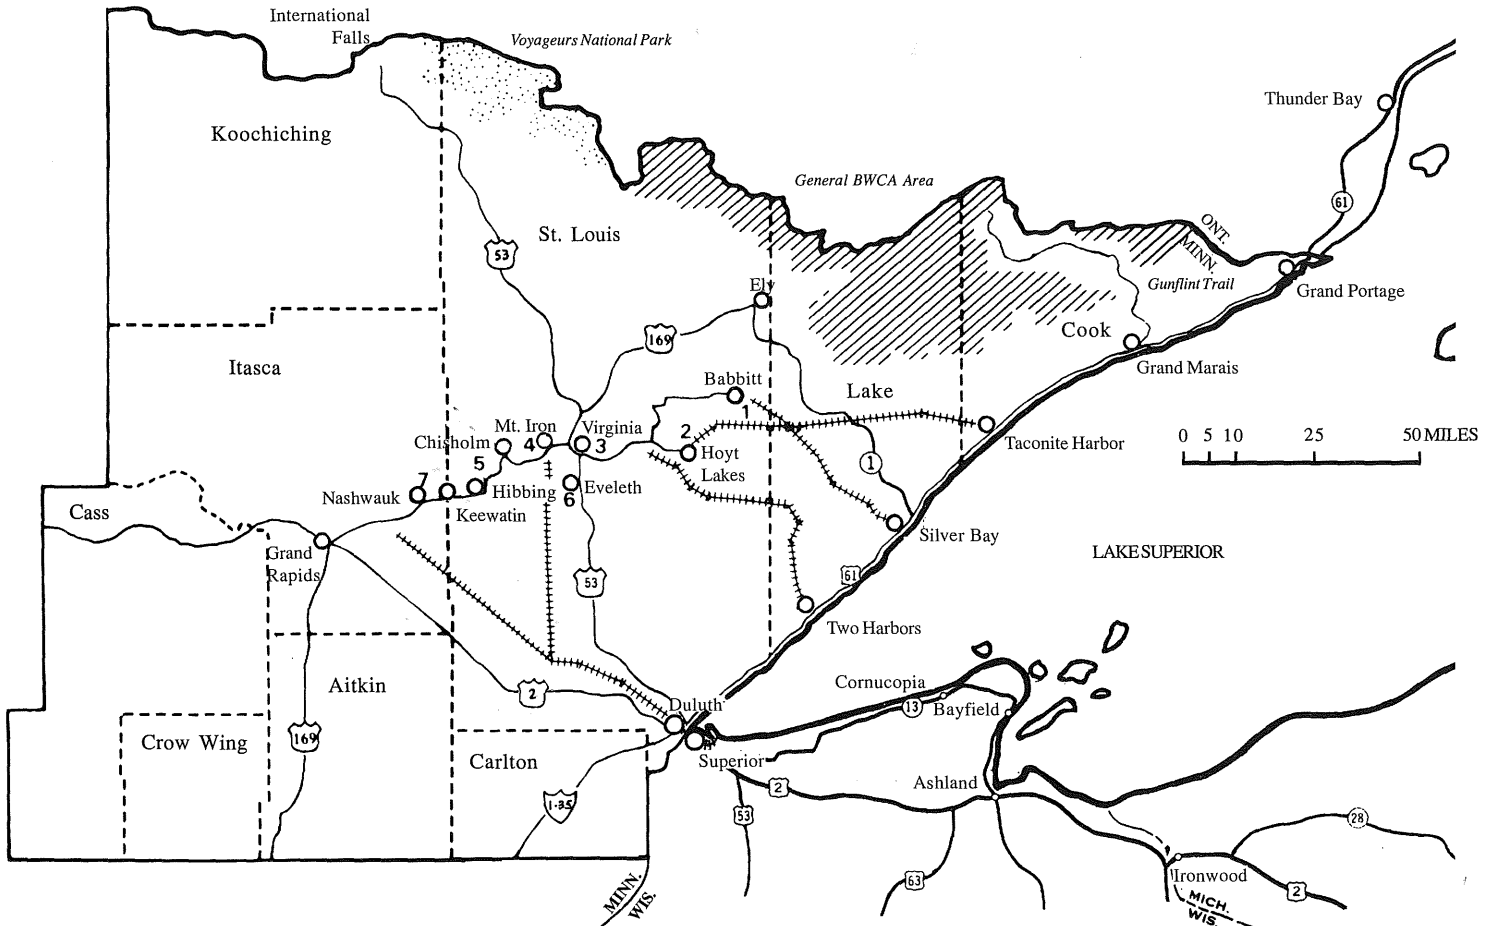 International
Falls
Voyageurs National Park
Thunder Bay
Koochiching
General BWCA Area
61
ONT.
MINN.
St. Louis
53
Gunflint Trail
Grand Portage
Ely
169
Cook
Itasca
Grand Marais
Babbitt
Lake
1
Mt. Iron
Virginia
2
Chisholm
4
3
Hoyt
Lakes
Taconite Harbor
0 5 10 25 50 MILES
1
5
7
Nashwauk
Hibbing
6
Eveleth
Keewatin
Cass
Silver Bay
Grand
Rapids
LAKE SUPERIOR
53
61
Two Harbors
Aitkin
2
Cornucopia
13
Bayfield
Duluth
169
Crow Wing
Carlton
Superior
Ashland
2
I-35
53
28
63
Ironwood
2
MINN.
WIS.
MICH.
WIS.